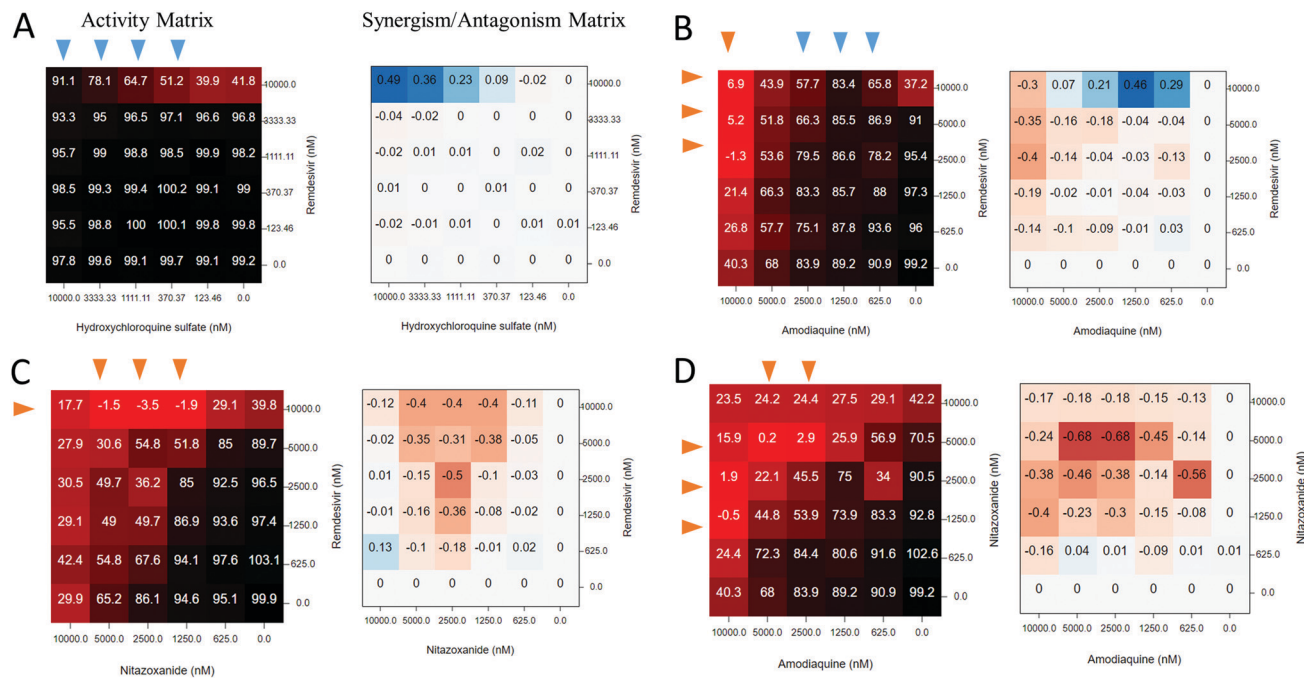 A
Activity Matrix
Synergism/Antagonism Matrix
91.1 78.1 64.7 51.2 39.9 41.8 40000.0
93.3 95 96.5 97.1 96.6 96.8 3333.33
95.7 99 98.8 98.5 99.9 98.2 1111.11
98.5 99.3 99.4 100.2 99.1 99 370.37
95.5 98.8 100 100.1 99.8 99.8 123.46
97.8 99.6 99.1 99.7 99.1 99.2 0.0
Remdesivir (nM)
10000.0 3333.33 1111.11 370.37 123.46 0.0
Hydroxychloroquine sulfate (nM)
0.49 0.36 0.23 0.09 -0.02 0 40000.0
-0.04 -0.02 0 0 0 0 3333.33
-0.02 0.01 0.01 0 0.02 0 1111.11
0.01 0 0 0.01 0 0 370.37
-0.02 -0.01 0.01 0 0.01 0.01 123.46
0 0 0 0 0 0 0.0
Remdesivir (nM)
10000.0 3333.33 1111.11 370.37 123.46 0.0
Hydroxychloroquine sulfate (nM)
B
6.9 43.9 57.7 83.4 65.8 37.2 40000.0
5.2 51.8 66.3 85.5 86.9 91 5000.0
-1.3 53.6 79.5 86.6 78.2 95.4 2500.0
21.4 66.3 83.3 85.7 88 97.3 1250.0
26.8 57.7 75.1 87.8 93.6 96 625.0
40.3 68 83.9 89.2 90.9 99.2 0.0
Remdesivir (nM)
10000.0 5000.0 2500.0 1250.0 625.0 0.0
Amodiaquine (nM)
-0.3 0.07 0.21 0.46 0.29 0 40000.0
-0.35 -0.16 -0.18 -0.04 -0.04 0 5000.0
-0.4 -0.14 -0.04 -0.03 -0.13 0 2500.0
-0.19 -0.02 -0.01 -0.04 -0.03 0 1250.0
-0.14 -0.1 -0.09 -0.01 0.03 0 625.0
0 0 0 0 0 0 0.0
Remdesivir (nM)
10000.0 5000.0 2500.0 1250.0 625.0 0.0
Amodiaquine (nM)
C
17.7 -1.5 -3.5 -1.9 29.1 39.8 40000.0
27.9 30.6 54.8 51.8 85 89.7 5000.0
30.5 49.7 36.2 85 92.5 96.5 2500.0
29.1 49 49.7 86.9 93.6 97.4 1250.0
42.4 54.8 67.6 94.1 97.6 103.1 625.0
29.9 65.2 86.1 94.6 95.1 99.9 0.0
Remdesivir (nM)
10000.0 5000.0 2500.0 1250.0 625.0 0.0
Nitazoxanide (nM)
-0.12 -0.4 -0.4 -0.4 -0.11 0 40000.0
-0.02 -0.35 -0.31 -0.38 -0.05 0 5000.0
0.01 -0.15 -0.5 -0.1 -0.03 0 2500.0
-0.01 -0.16 -0.36 -0.08 -0.02 0 1250.0
0.13 -0.1 -0.18 -0.01 0.02 0 625.0
0 0 0 0 0 0 0.0
Remdesivir (nM)
10000.0 5000.0 2500.0 1250.0 625.0 0.0
Nitazoxanide (nM)
D
23.5 24.2 24.4 27.5 29.1 42.2 10000.0
15.9 0.2 2.9 25.9 56.9 70.5 5000.0
1.9 22.1 45.5 75 34 90.5 2500.0
-0.5 44.8 53.9 73.9 83.3 92.8 1250.0
24.4 72.3 84.4 80.6 91.6 102.6 625.0
40.3 68 83.9 89.2 90.9 99.2 0.0
Nitazoxanide (nM)
10000.0 5000.0 2500.0 1250.0 625.0 0.0
Amodiaquine (nM)
-0.17 -0.18 -0.18 -0.15 -0.13 0 10000.0
-0.24 -0.68 -0.68 -0.45 -0.14 0 5000.0
-0.38 -0.46 -0.38 -0.14 -0.56 0 2500.0
-0.4 -0.23 -0.3 -0.15 -0.08 0 1250.0
-0.16 0.04 0.01 -0.09 0.01 0.01 625.0
0 0 0 0 0 0 0.0
Nitazoxanide (nM)
10000.0 5000.0 2500.0 1250.0 625.0 0.0
Amodiaquine (nM)